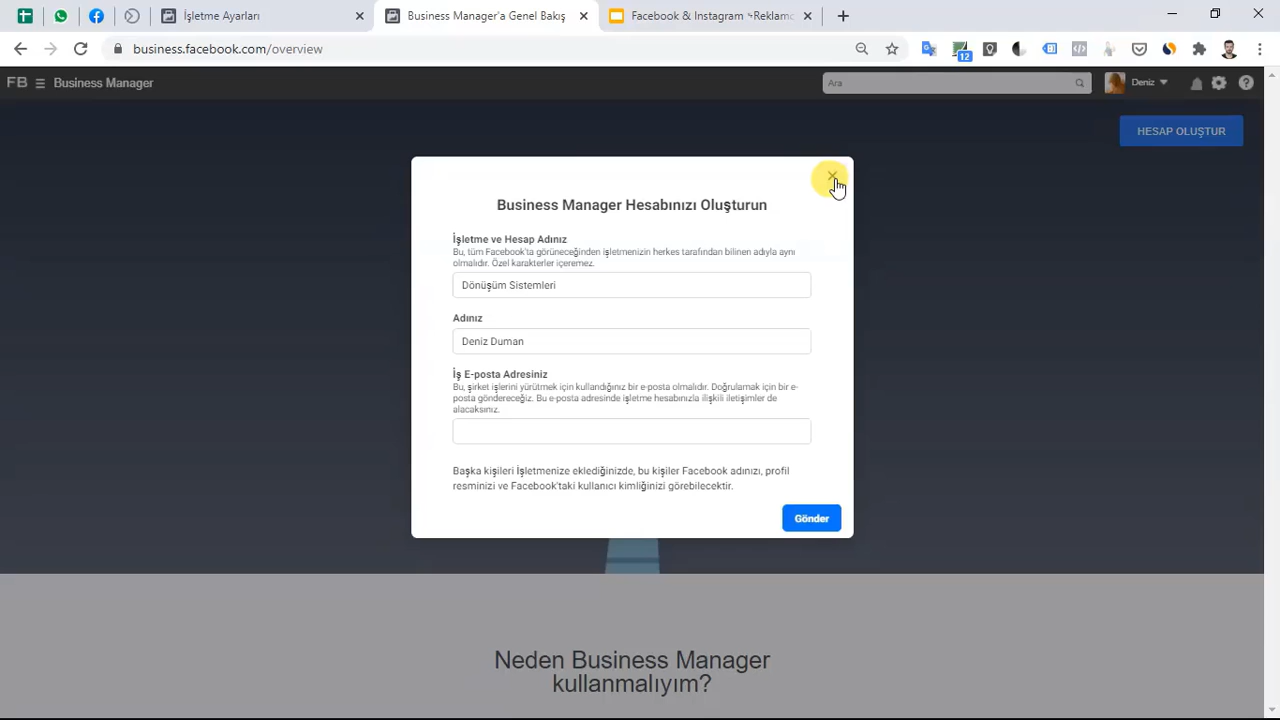 İşletme Ayarları
Business Manager'a Genel Bakış
Facebook & Instagram
business.facebook.com/overview
12
FB
Business Manager
Ara
Deniz
HESAP OLUŞTUR
Business Manager Hesabınızı Oluşturun
İşletme ve Hesap Adınız
Bu, tüm Facebook'ta görüneceğinden işletmenizin herkes tarafından bilinen adıyla aynı
olmalıdır. Özel karakterler içeremez.
Dönüşüm Sistemleri
Adınız
Deniz Duman
İş E-posta Adresiniz
Bu, şirket işlerini yürütmek için kullandığınız bir e-posta olmalıdır. Doğrulamak için bir e-
posta göndereceğiz. Bu e-posta adresinde işletme hesabınızla ilişkili iletişimler de
alacaksınız.
Başka kişileri İşletmenize eklediğinizde, bu kişiler Facebook adınızı, profil
resminizi ve Facebook'taki kullanıcı kimliğinizi görebilecektir.
Gönder
Neden Business Manager
kullanmalıyım?